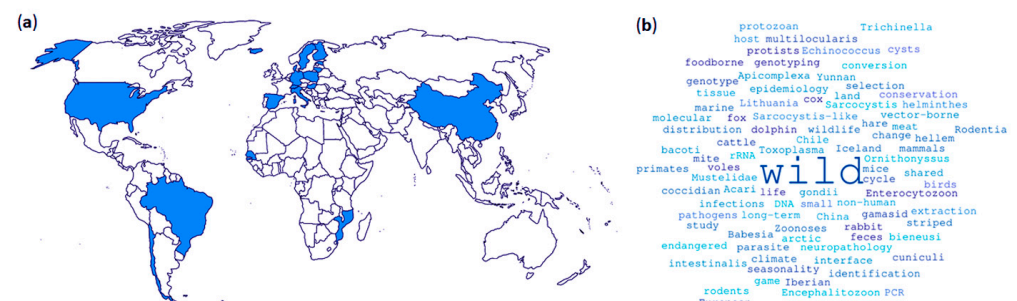 (a)
(b)
protozoan Trichinella
host multilocularis
protists Echinococcus cysts
foodborne genotyping conversion
genotype Apicomplexa Yunnan
tissue epidemiology selection
marine Lithuania cox land conservation
Sarcocystis helminthes
molecular fox Sarcocystis-like vector-borne
distribution dolphin wildlife hare meat Rodentia
cattle Chile change hellem
bacoti rRNA Toxoplasma Iceland mammals
mite wild Ornithonyssus
primates voles mice shared
Mustelidae cycle birds
coccidian Acari life gondii Enterocytozoon
infections DNA small non-human
pathogens long-term China gamasid extraction
study Zoonoses rabbit striped
Babesia arctic feces bieneusi
endangered parasite neuropathology
intestinalis climate interface cuniculi
seasonality identification
game Iberian
rodents Encephalitozoon PCR